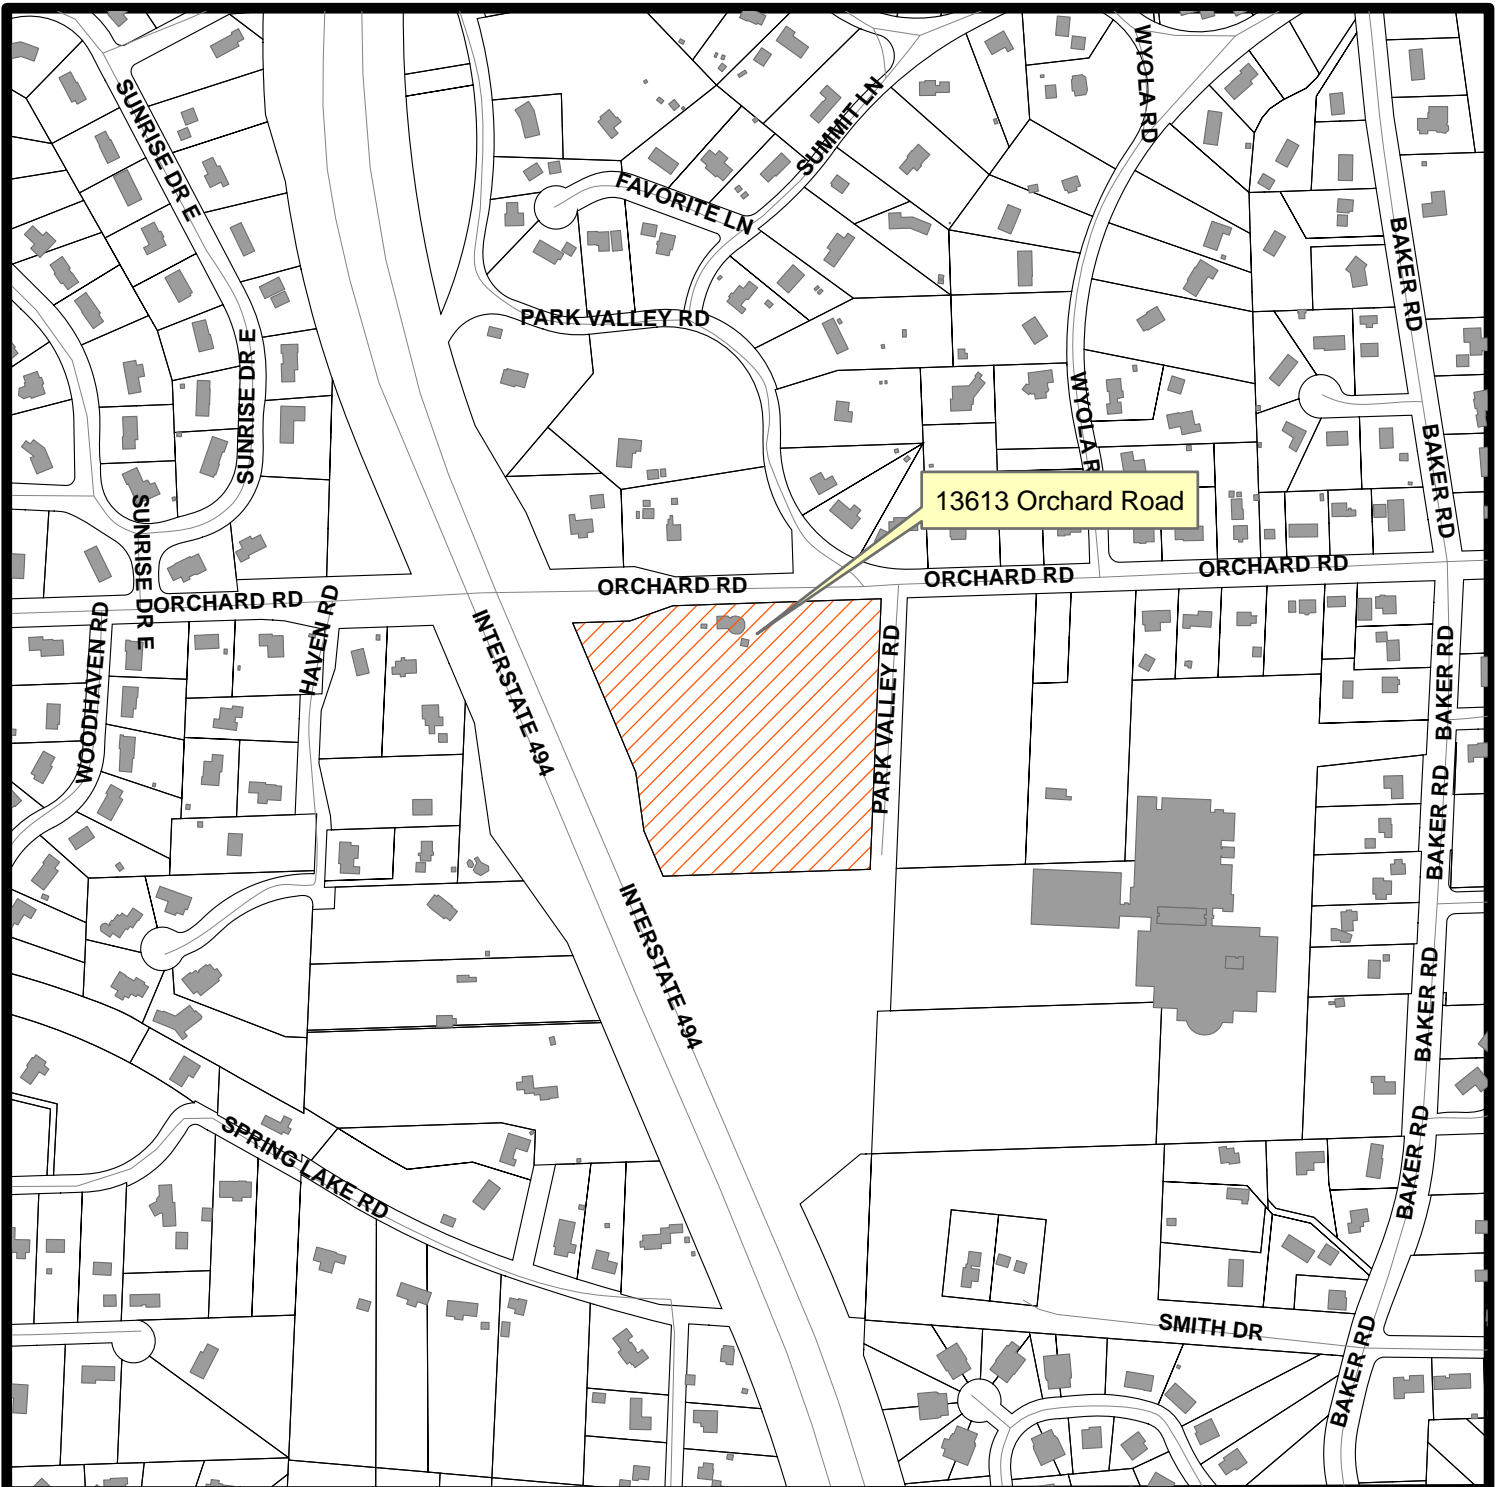 WYOLA RD
SUNRISE DR E
SUMMIT LN
FAVORITE LN
BAKER RD
PARK VALLEY RD
SUNRISE DR E
WYOLA R
BAKER RD
13613 Orchard Road
SUNRISE DR E
ORCHARD RD
ORCHARD RD
ORCHARD RD
ORCHARD RD
HAVEN RD
WOODHAVEN RD
INTERSTATE 494
PARK VALLEY RD
BAKER RD
BAKER RD
INTERSTATE 494
BAKER RD
BAKER RD
SPRING LAKE RD
SMITH DR
BAKER RD